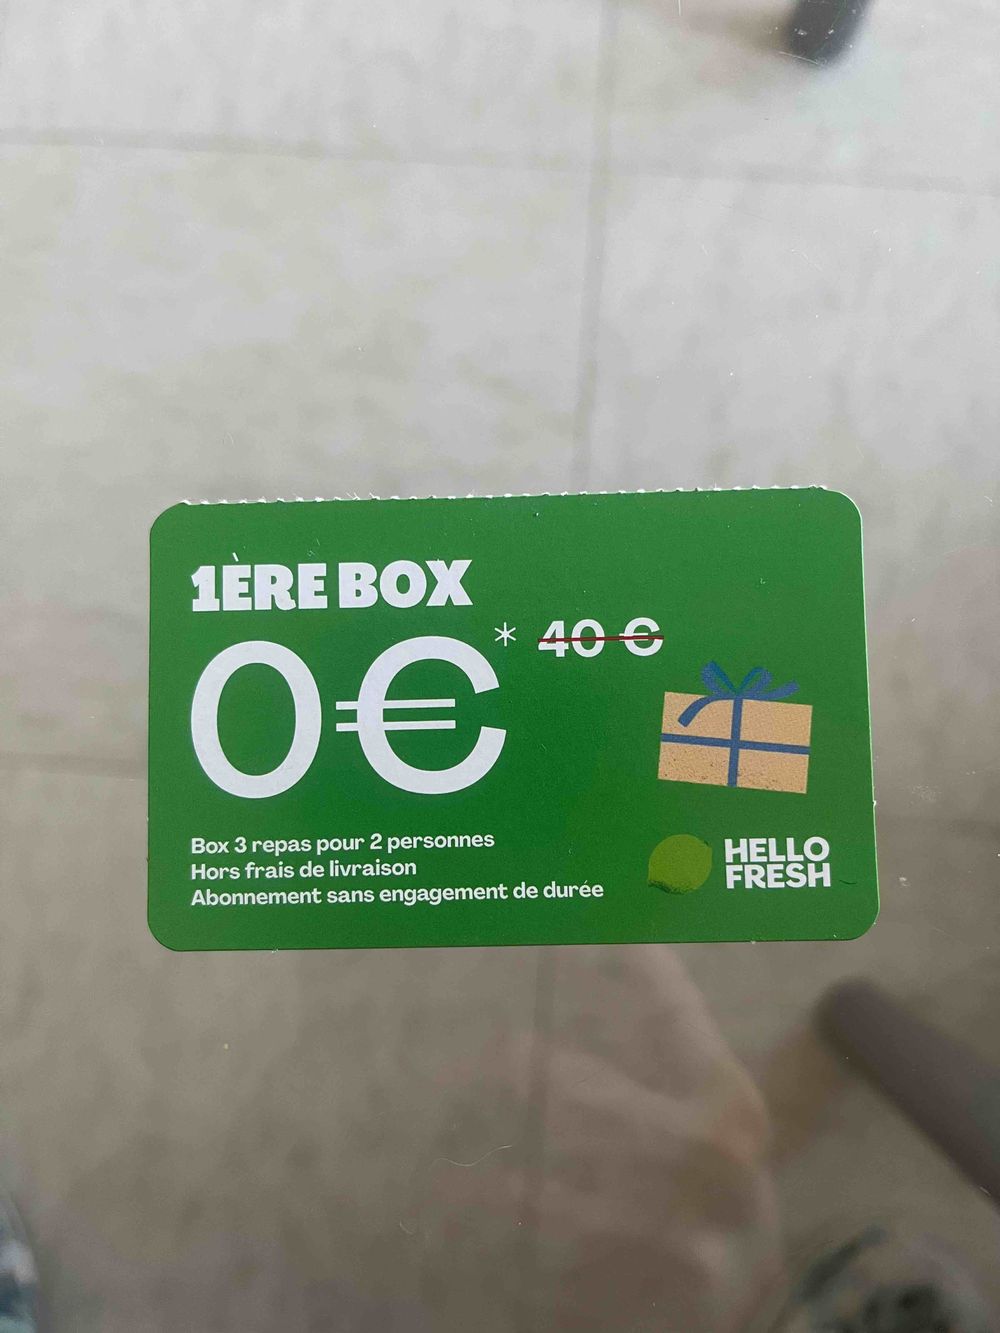 1ÈRE BOX
0€* 40 €
Box 3 repas pour 2 personnes
Hors frais de livraison
Abonnement sans engagement de durée
HELLO
FRESH